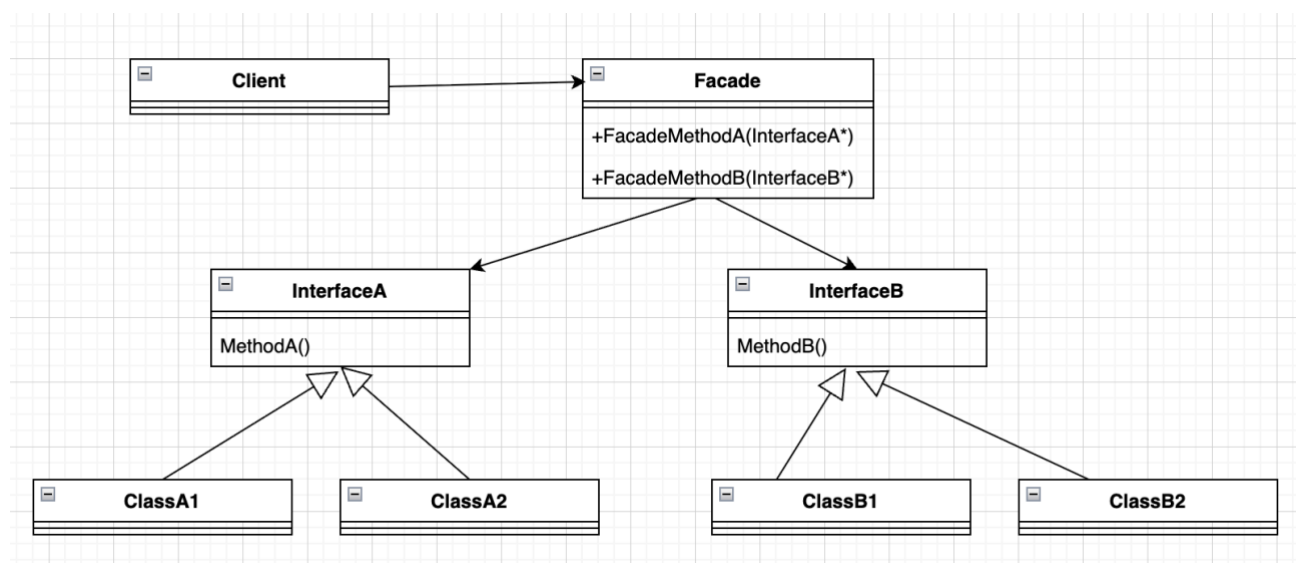 Client
Facade
+FacadeMethodA(InterfaceA*)
+FacadeMethodB(InterfaceB*)
InterfaceA
MethodA()
InterfaceB
MethodB()
ClassA1
ClassA2
ClassB1
ClassB2